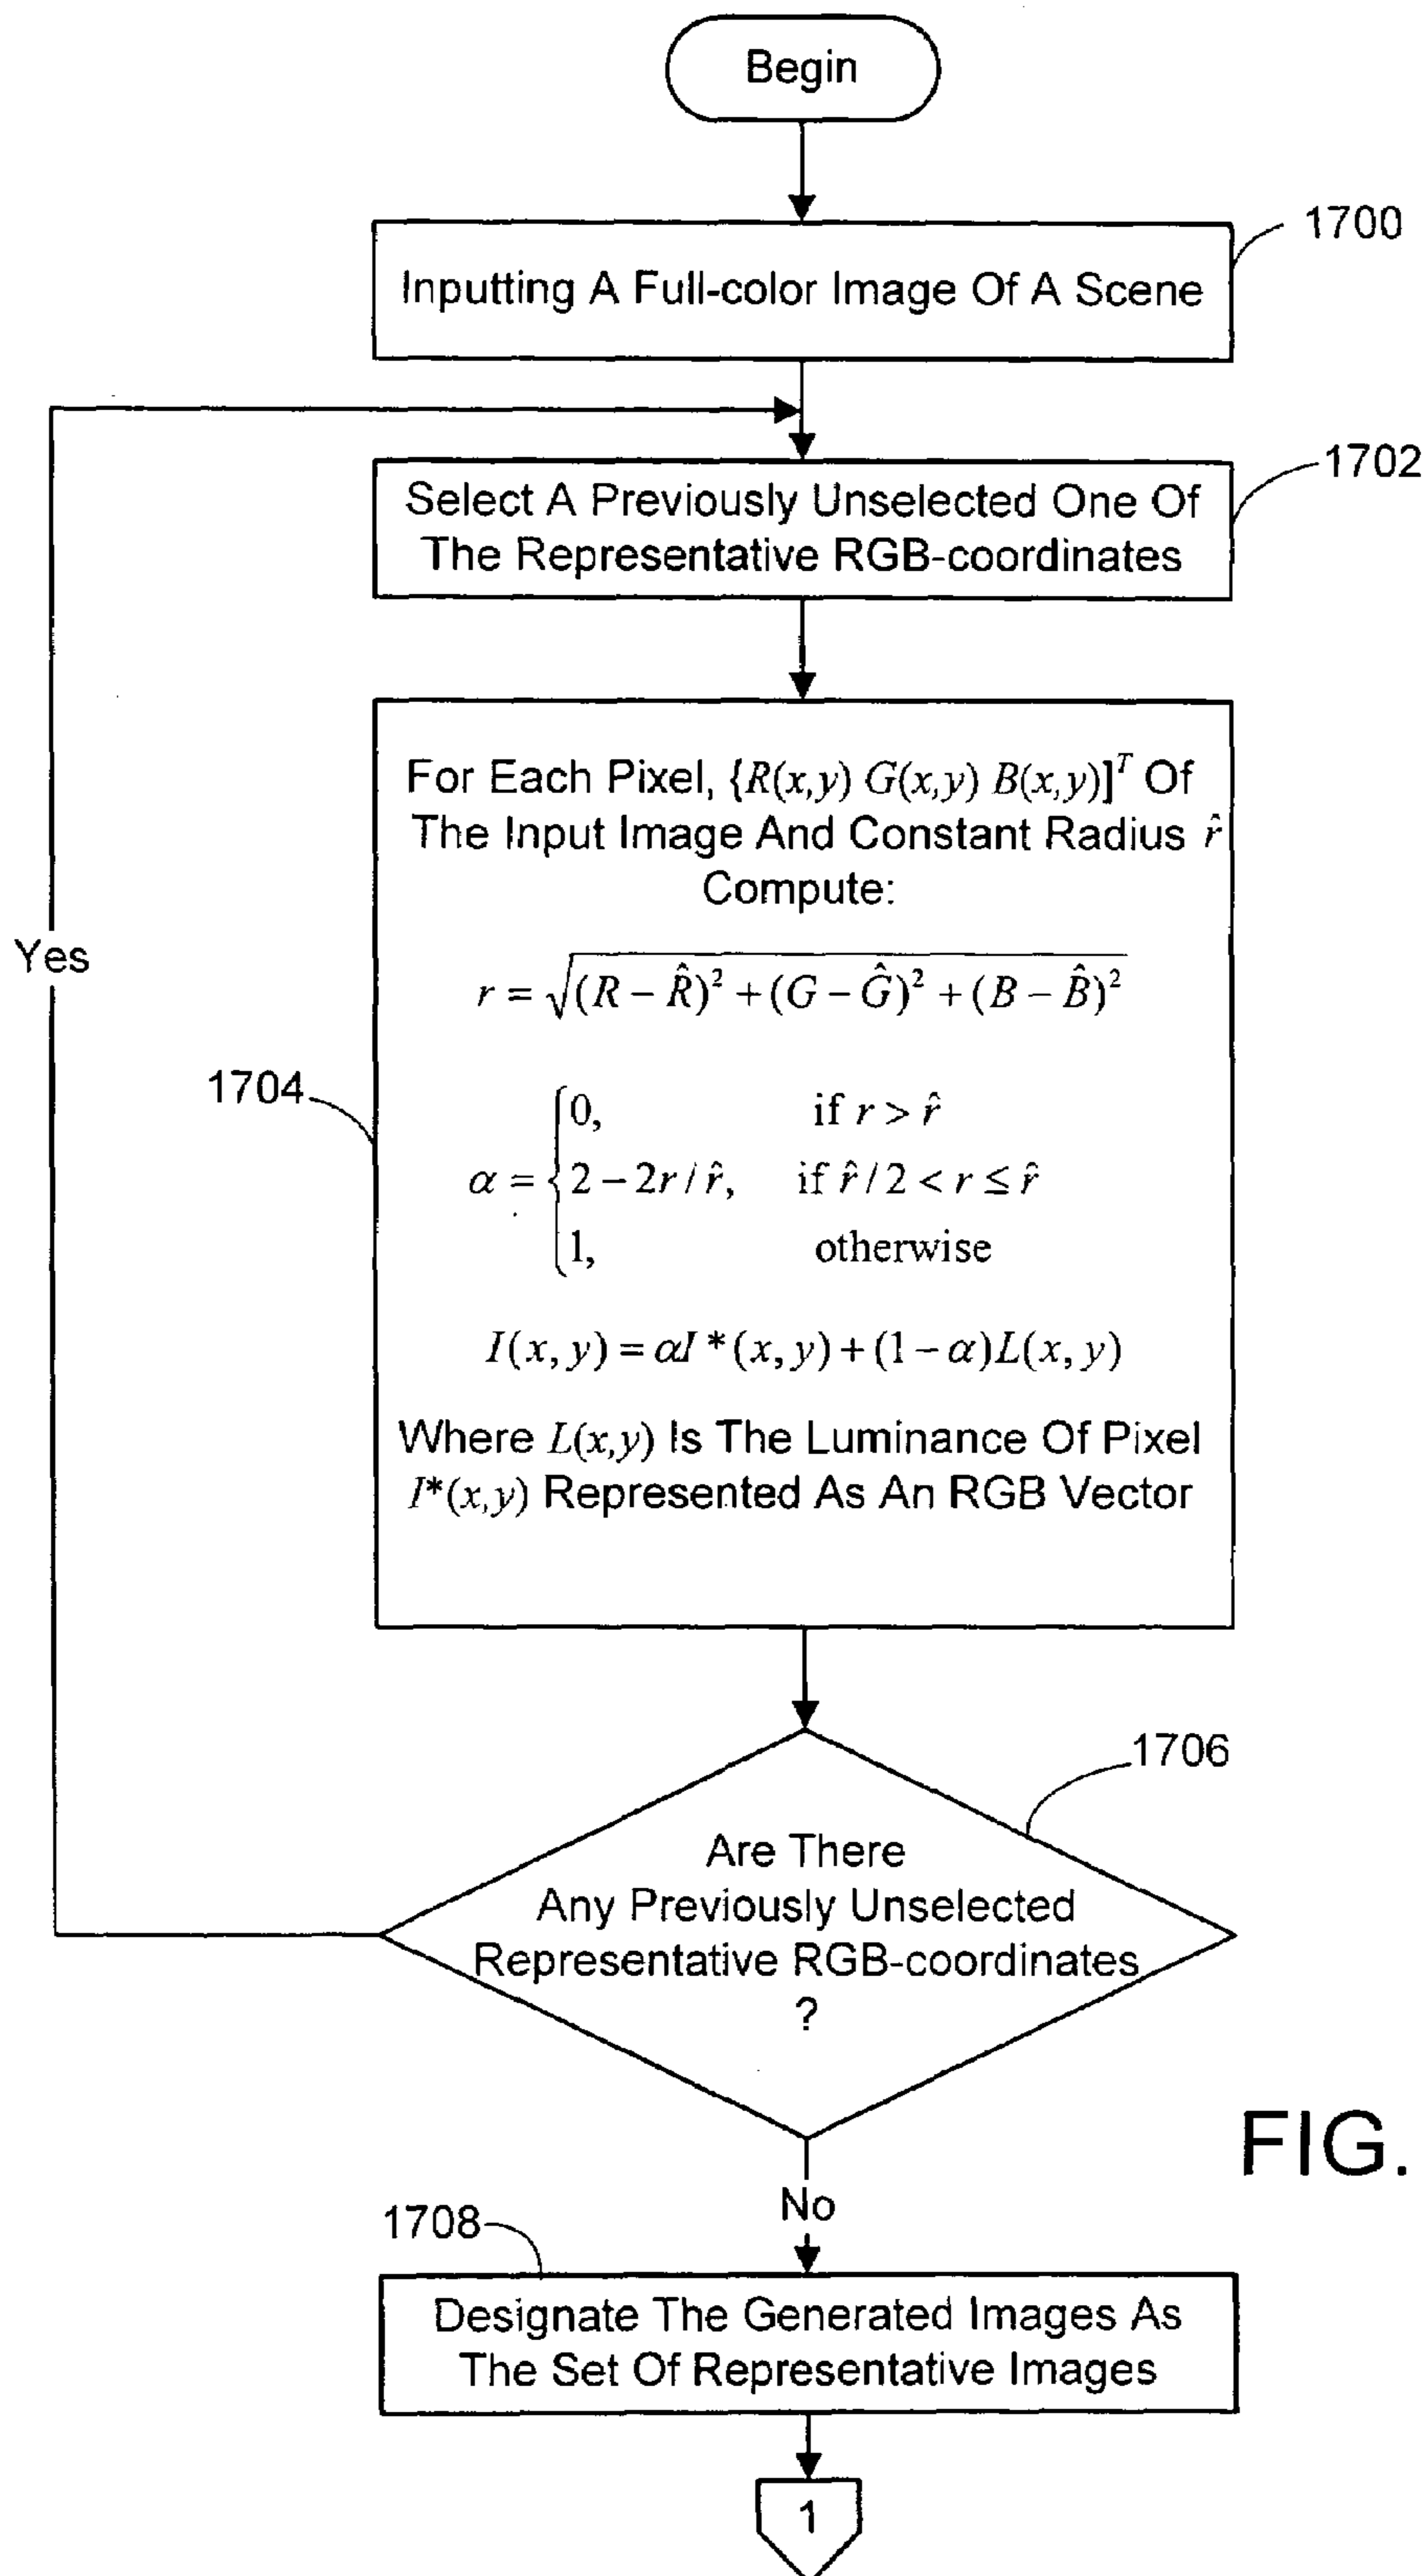 Begin
1700
Inputting A Full-color Image Of A Scene
1702
Select A Previously Unselected One Of
The Representative RGB-coordinates
For Each Pixel, {R(x,y) G(x,y) B(x,y)]^T Of
The Input Image And Constant Radius r̂
Compute:
r = √((R − R̂)² + (G − Ĝ)² + (B − B̂)²)
Yes
1704
α = { 0, if r > r̂
2 − 2r / r̂, if r̂ / 2 < r ≤ r̂
1, otherwise
I(x, y) = αI *(x, y) + (1 − α)L(x, y)
Where L(x,y) Is The Luminance Of Pixel
I*(x,y) Represented As An RGB Vector
1706
Are There
Any Previously Unselected
Representative RGB-coordinates
?
FIG.
No
1708
Designate The Generated Images As
The Set Of Representative Images
1